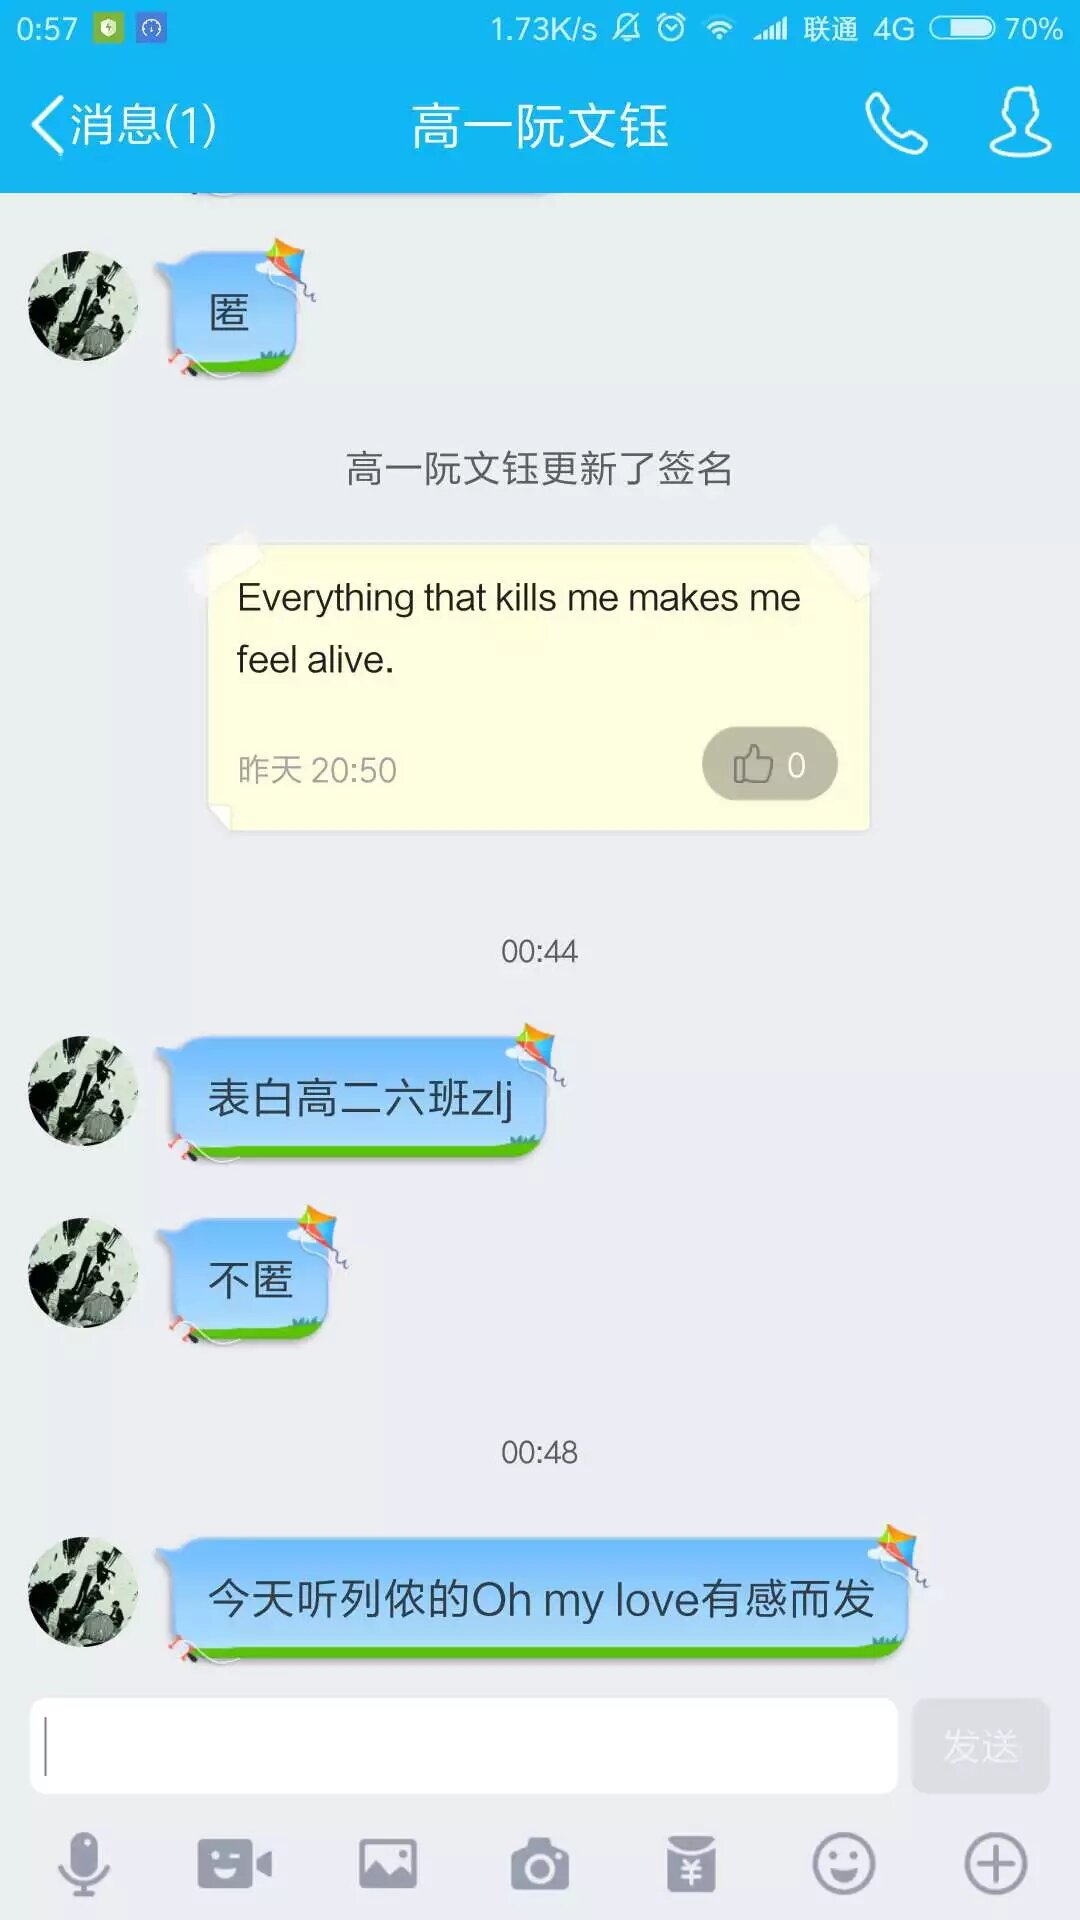 0:57 1.73K/s 联通 4G 70%
消息(1) 高一阮文钰
匿
高一阮文钰更新了签名
Everything that kills me makes me
feel alive.
昨天 20:50 0
00:44
表白高二六班zlj
不匿
00:48
今天听列侬的Oh my love有感而发
发送